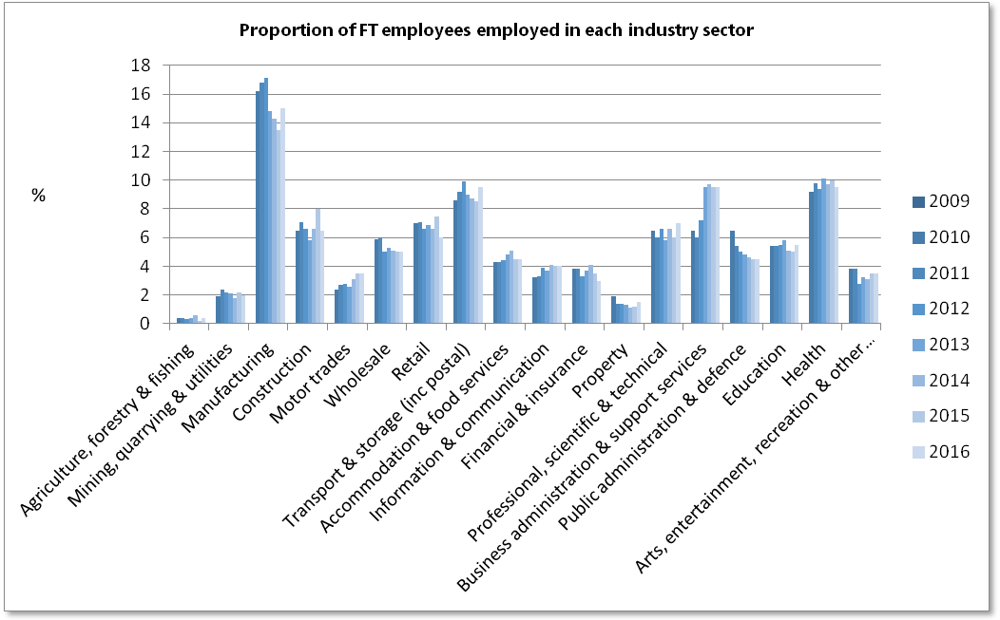 Proportion of FT employees employed in each industry sector
%
18
16
14
12
10
8
6
4
2
0
Agriculture, forestry & fishing
Mining, quarrying & utilities
Manufacturing
Construction
Motor trades
Wholesale
Retail
Transport & storage (inc postal)
Accommodation & food services
Information & communication
Financial & insurance
Property
Professional, scientific & technical
Business administration & support services
Public administration & defence
Education
Health
Arts, entertainment, recreation & other...
2009
2010
2011
2012
2013
2014
2015
2016